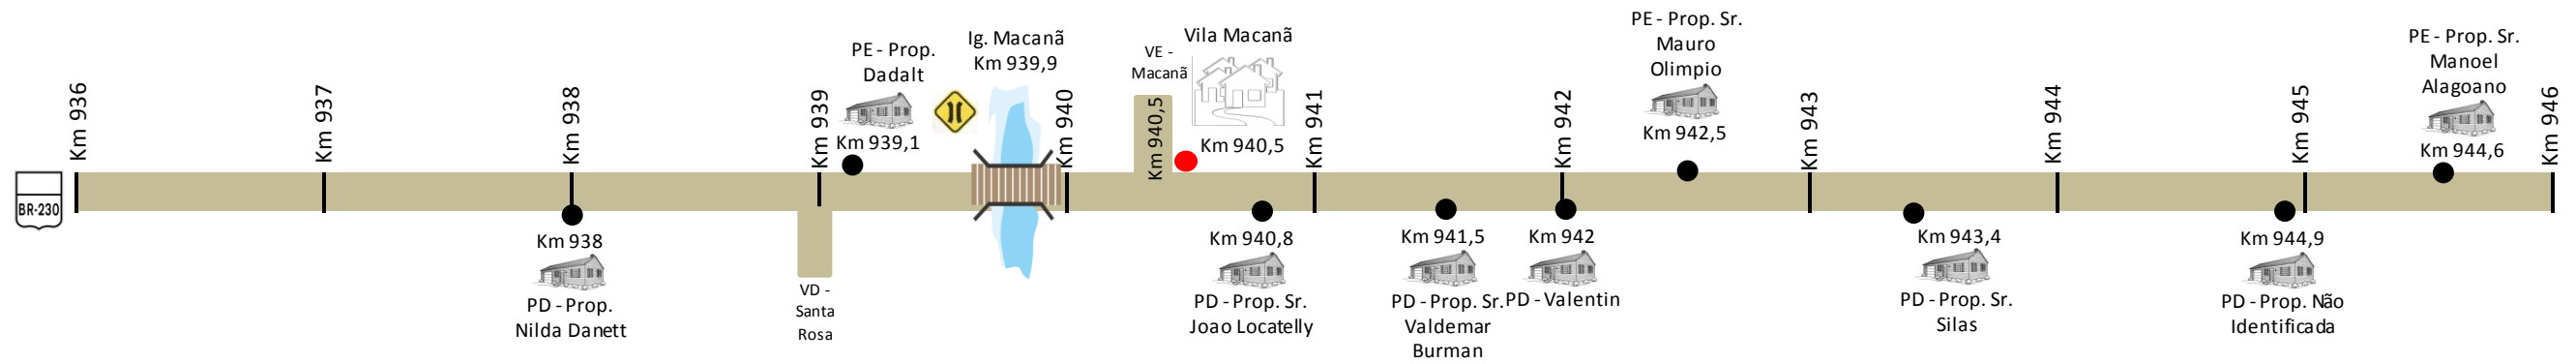 BR-230
Km 936
Km 937
Km 938
Km 938
PD - Prop.
Nilda Danett
Km 939
VD -
Santa
Rosa
PE - Prop.
Dadalt
Km 939,1
Ig. Macanã
Km 939,9
Km 940
VE -
Macanã
Km 940,5
Vila Macanã
Km 940,5
Km 940,8
PD - Prop. Sr.
Joao Locatelly
Km 941
Km 941,5
PD - Prop. Sr.
Valdemar
Burman
Km 942
Km 942
PD - Valentin
PE - Prop. Sr.
Mauro
Olimpio
Km 942,5
Km 943
Km 943,4
PD - Prop. Sr.
Silas
Km 944
Km 944,9
PD - Prop. Não
Identificada
Km 945
PE - Prop. Sr.
Manoel
Alagoano
Km 944,6
Km 946